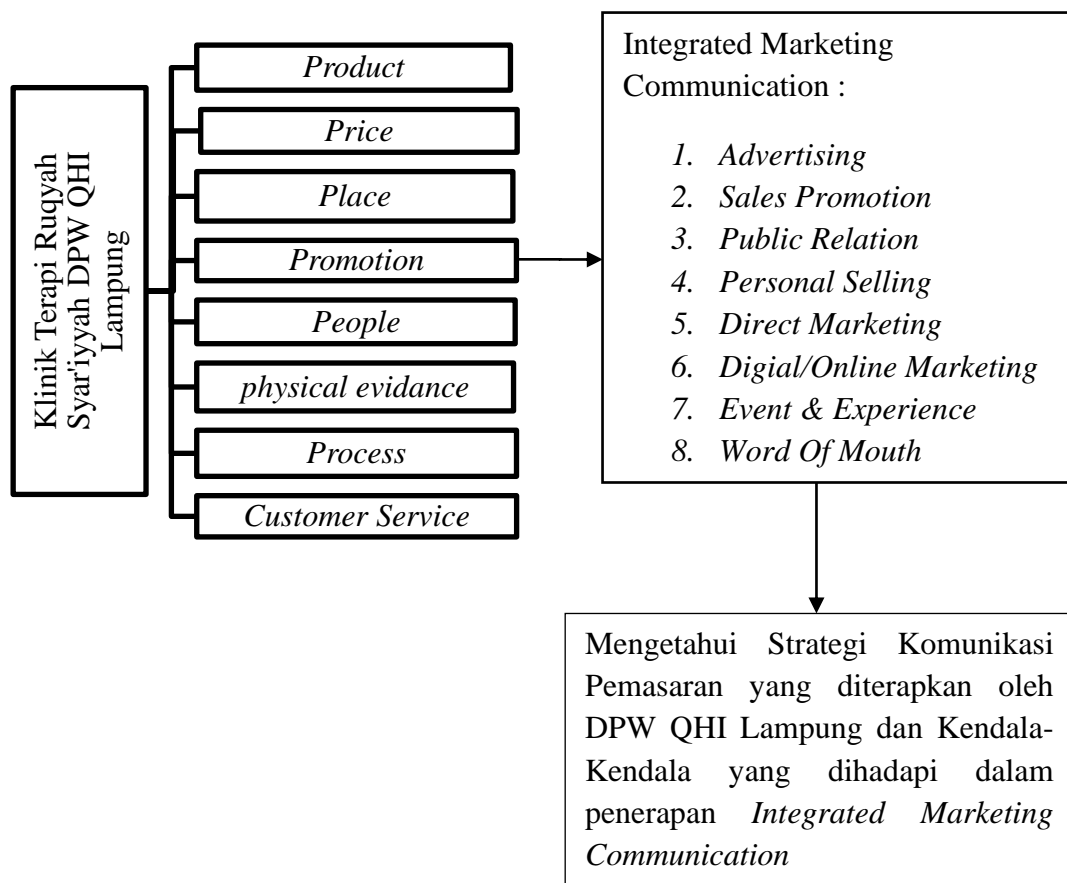 Klinik Terapi Ruqyah
Syar'iyyah DPW QHI
Lampung
Product
Price
Place
Promotion
People
physical evidance
Process
Customer Service
Integrated Marketing
Communication :
1. Advertising
2. Sales Promotion
3. Public Relation
4. Personal Selling
5. Direct Marketing
6. Digial/Online Marketing
7. Event & Experience
8. Word Of Mouth
Mengetahui Strategi Komunikasi
Pemasaran yang diterapkan oleh
DPW QHI Lampung dan Kendala-
Kendala yang dihadapi dalam
penerapan Integrated Marketing
Communication